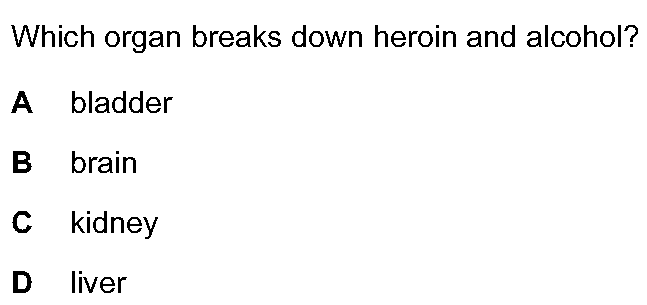 Which organ breaks down heroin and alcohol?
A bladder
B brain
C kidney
D liver